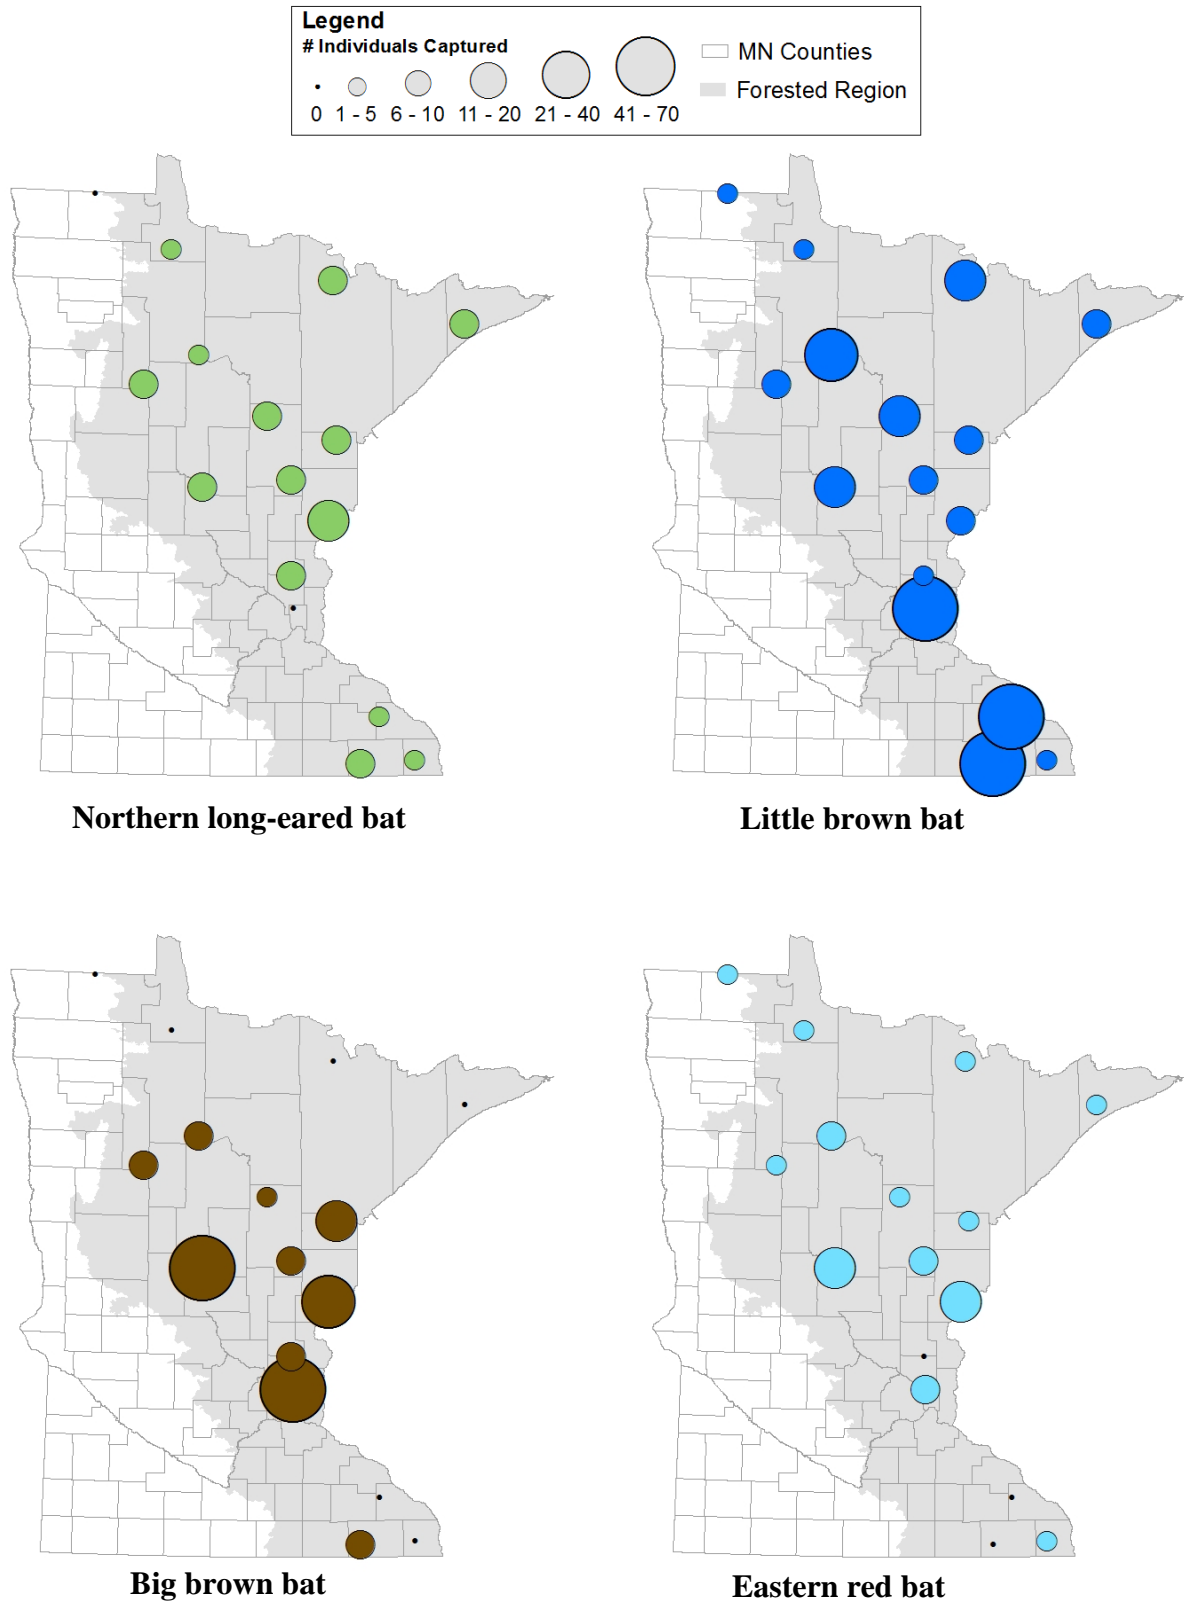 Legend
# Individuals Captured
0 1 - 5 6 - 10 11 - 20 21 - 40 41 - 70
MN Counties
Forested Region
Northern long-eared bat
Little brown bat
Big brown bat
Eastern red bat